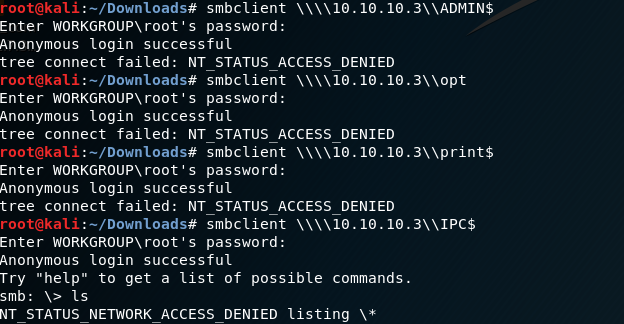 root@kali:~/Downloads# smbclient \\\\10.10.10.3\\ADMIN$
Enter WORKGROUP\root's password:
Anonymous login successful
tree connect failed: NT_STATUS_ACCESS_DENIED
root@kali:~/Downloads# smbclient \\\\10.10.10.3\\opt
Enter WORKGROUP\root's password:
Anonymous login successful
tree connect failed: NT_STATUS_ACCESS_DENIED
root@kali:~/Downloads# smbclient \\\\10.10.10.3\\print$
Enter WORKGROUP\root's password:
Anonymous login successful
tree connect failed: NT_STATUS_ACCESS_DENIED
root@kali:~/Downloads# smbclient \\\\10.10.10.3\\IPC$
Enter WORKGROUP\root's password:
Anonymous login successful
Try "help" to get a list of possible commands.
smb: \> ls
NT_STATUS_NETWORK_ACCESS_DENIED listing \*